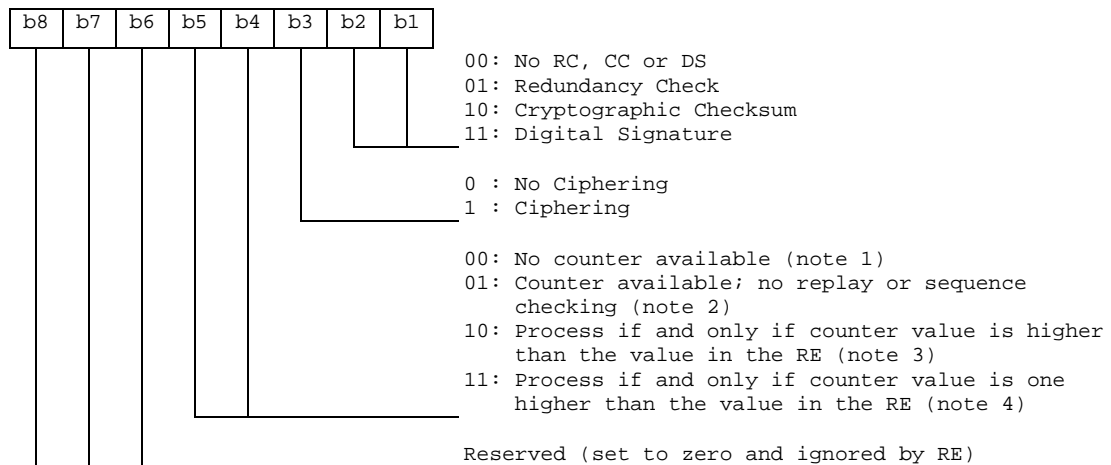 b8 b7 b6 b5 b4 b3 b2 b1
00: No RC, CC or DS
01: Redundancy Check
10: Cryptographic Checksum
11: Digital Signature
0 : No Ciphering
1 : Ciphering
00: No counter available (note 1)
01: Counter available; no replay or sequence
checking (note 2)
10: Process if and only if counter value is higher
than the value in the RE (note 3)
11: Process if and only if counter value is one
higher than the value in the RE (note 4)
Reserved (set to zero and ignored by RE)